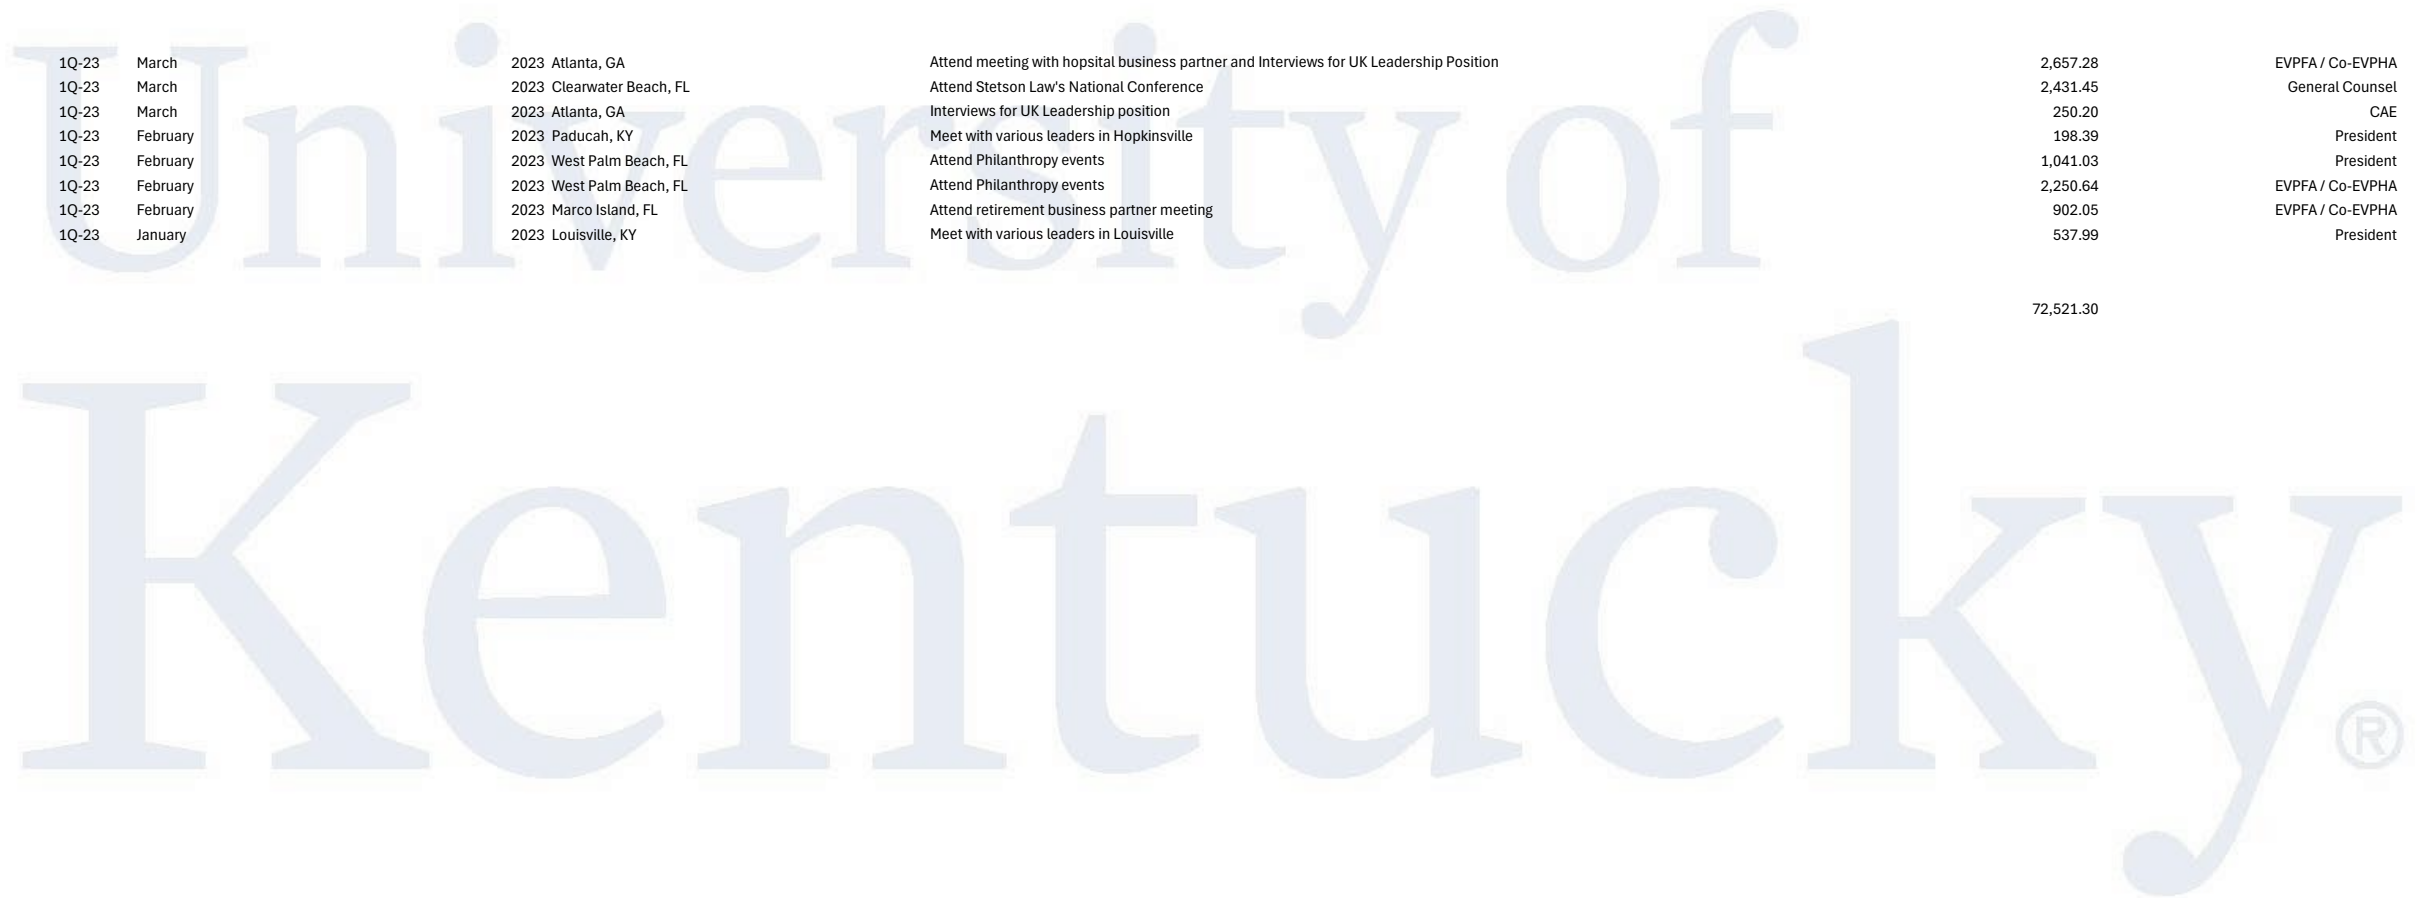 1Q-23 March 2023 Atlanta, GA Attend meeting with hopsital business partner and Interviews for UK Leadership Position 2,657.28 EVPFA / Co-EVPHA
1Q-23 March 2023 Clearwater Beach, FL Attend Stetson Law's National Conference 2,431.45 General Counsel
1Q-23 March 2023 Atlanta, GA Interviews for UK Leadership position 250.20 CAE
1Q-23 February 2023 Paducah, KY Meet with various leaders in Hopkinsville 198.39 President
1Q-23 February 2023 West Palm Beach, FL Attend Philanthropy events 1,041.03 President
1Q-23 February 2023 West Palm Beach, FL Attend Philanthropy events 2,250.64 EVPFA / Co-EVPHA
1Q-23 February 2023 Marco Island, FL Attend retirement business partner meeting 902.05 EVPFA / Co-EVPHA
1Q-23 January 2023 Louisville, KY Meet with various leaders in Louisville 537.99 President
72,521.30
University of
Kentucky®